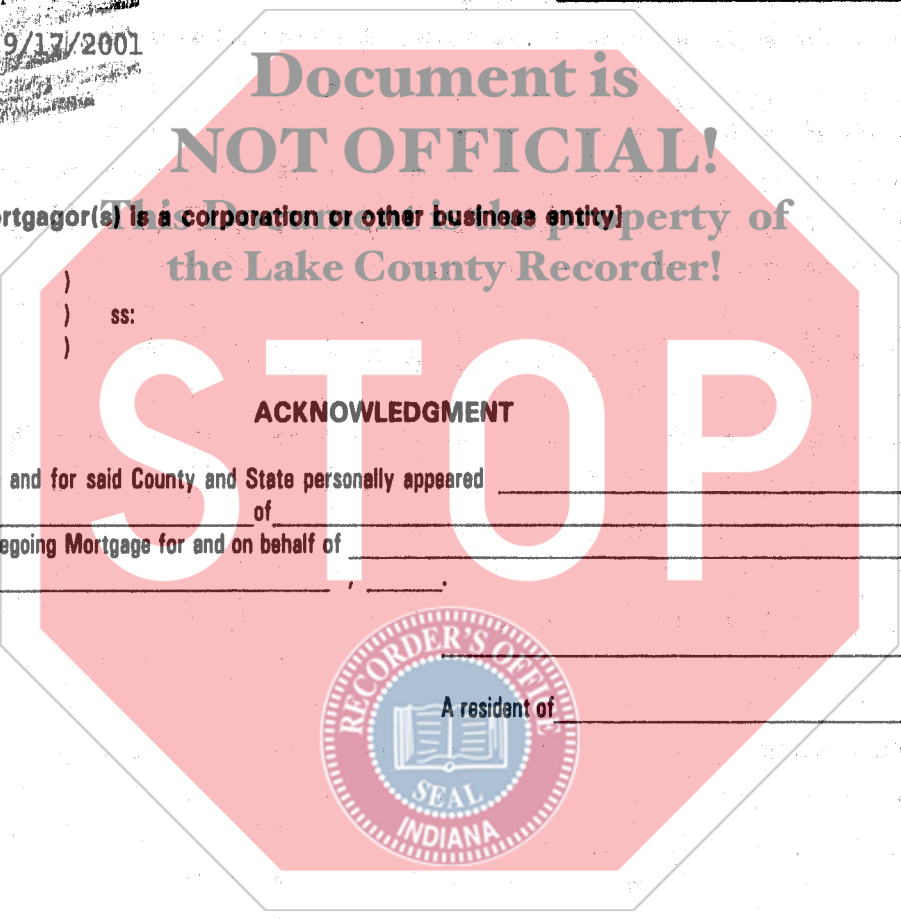 9/17/2001
Document is
NOT OFFICIAL!
ortgagor(s) is a corporation or other business entity]
This Document is the property of
the Lake County Recorder!
)
) ss:
)
STOP
ACKNOWLEDGMENT
and for said County and State personally appeared
of
egoing Mortgage for and on behalf of
, .
RECORDER'S OFFICE
A resident of
SEAL
INDIANA